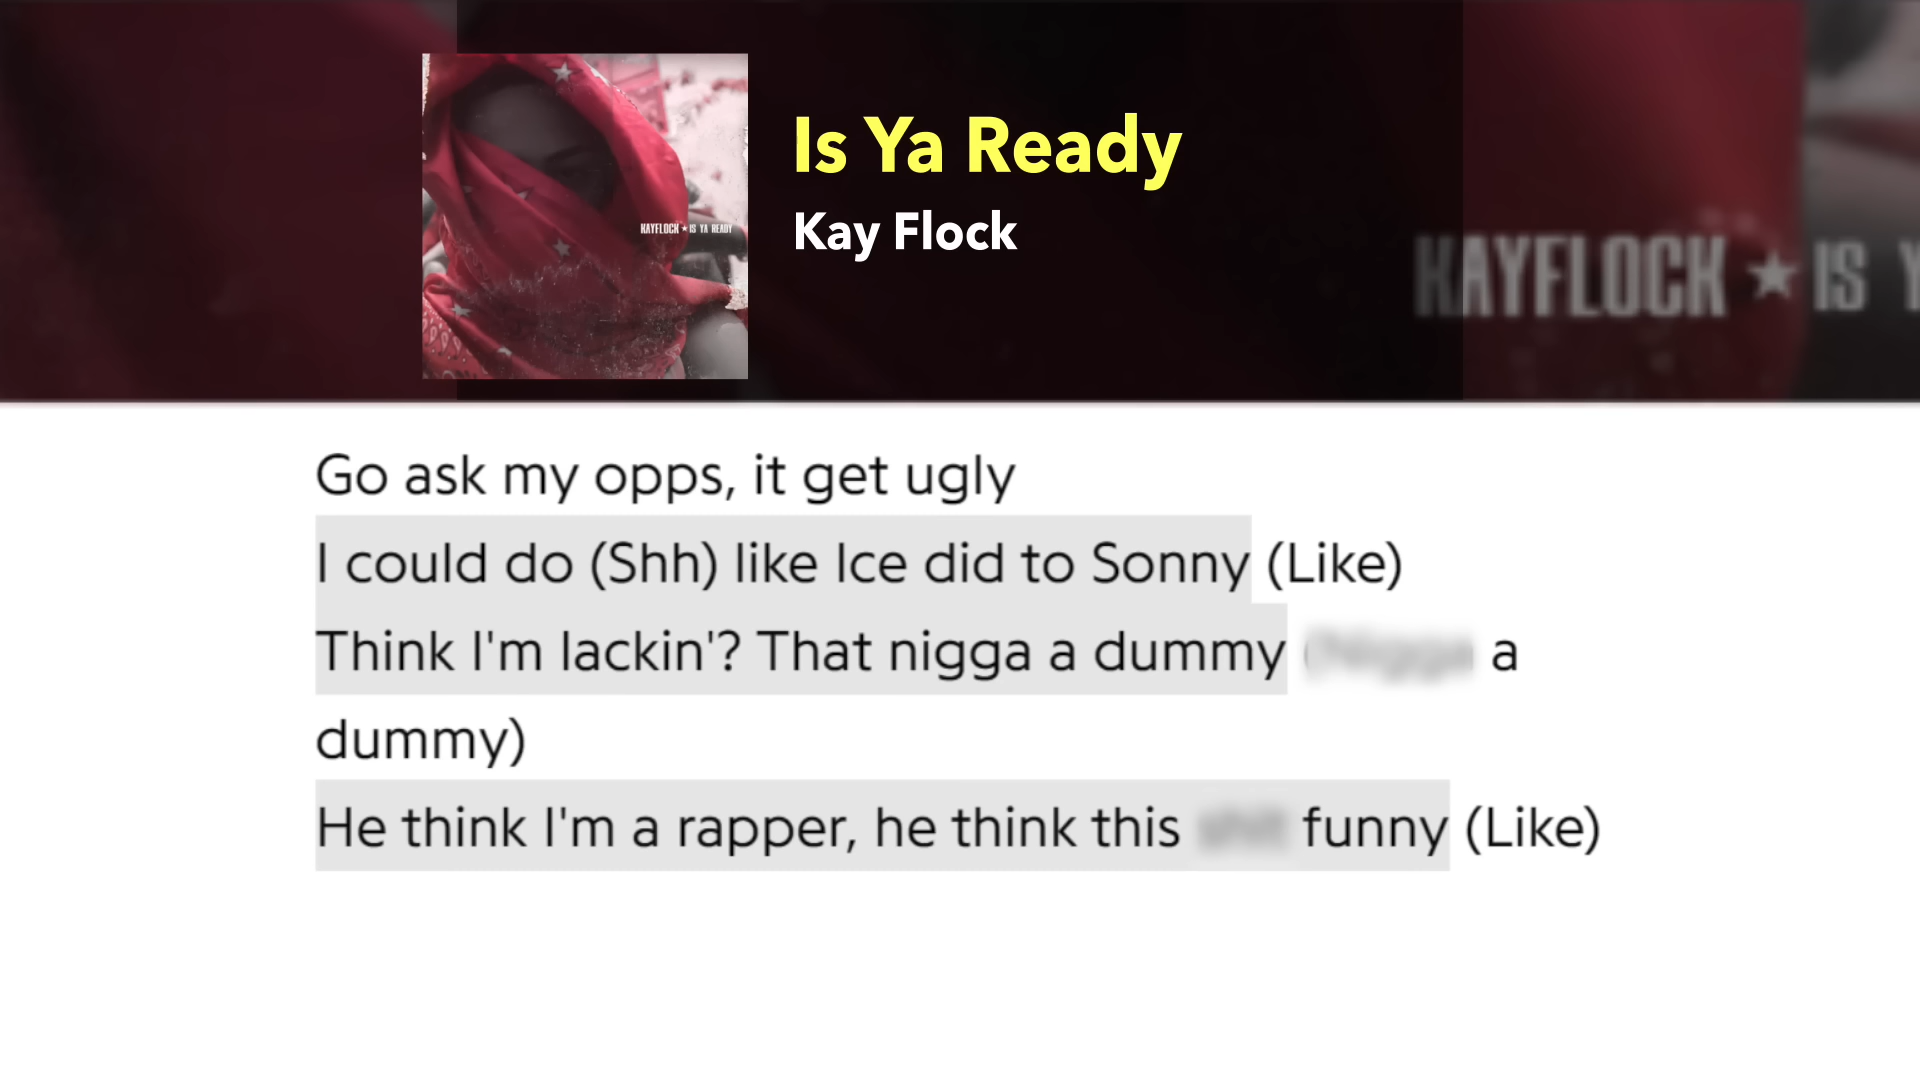 KAYFLOCK ★ IS YA READY
Is Ya Ready
Kay Flock
KAYFLOCK ★ IS Y
Go ask my opps, it get ugly
I could do (Shh) like Ice did to Sonny (Like)
Think I'm lackin'? That nigga a dummy (Nigga a
dummy)
He think I'm a rapper, he think this shit funny (Like)